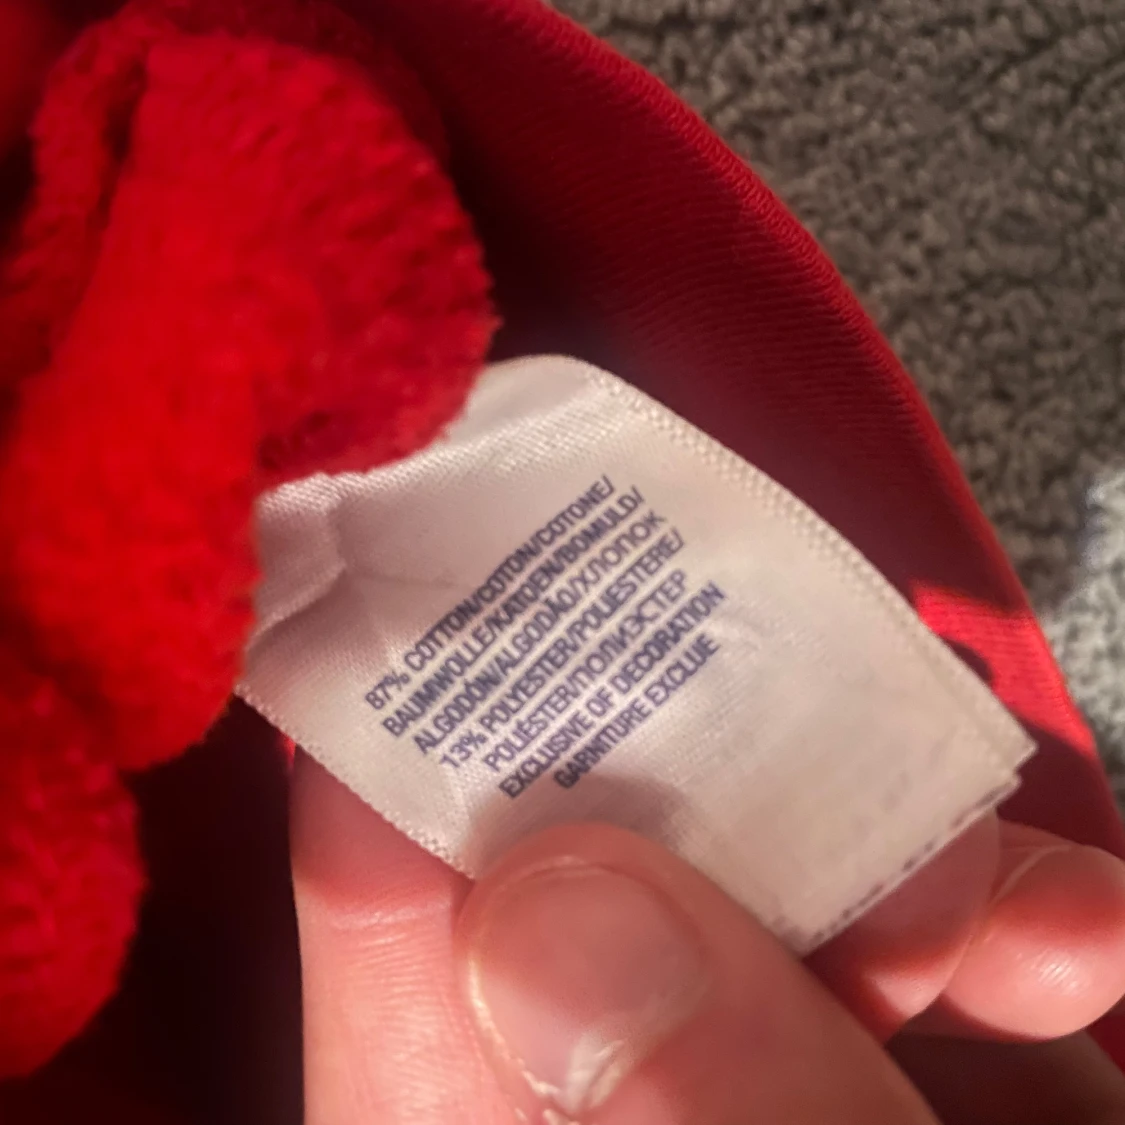 87% COTTON/COTON/COTONE/
BAUMWOLLE/KATOEN/BOMULD/
ALGODÓN/ALGODÃO/ХЛОПОК
13% POLYESTER/POLIESTERE/
POLIÉSTER/ПОЛИЭСТЕР
EXCLUSIVE OF DECORATION
GARNITURE EXCLUE